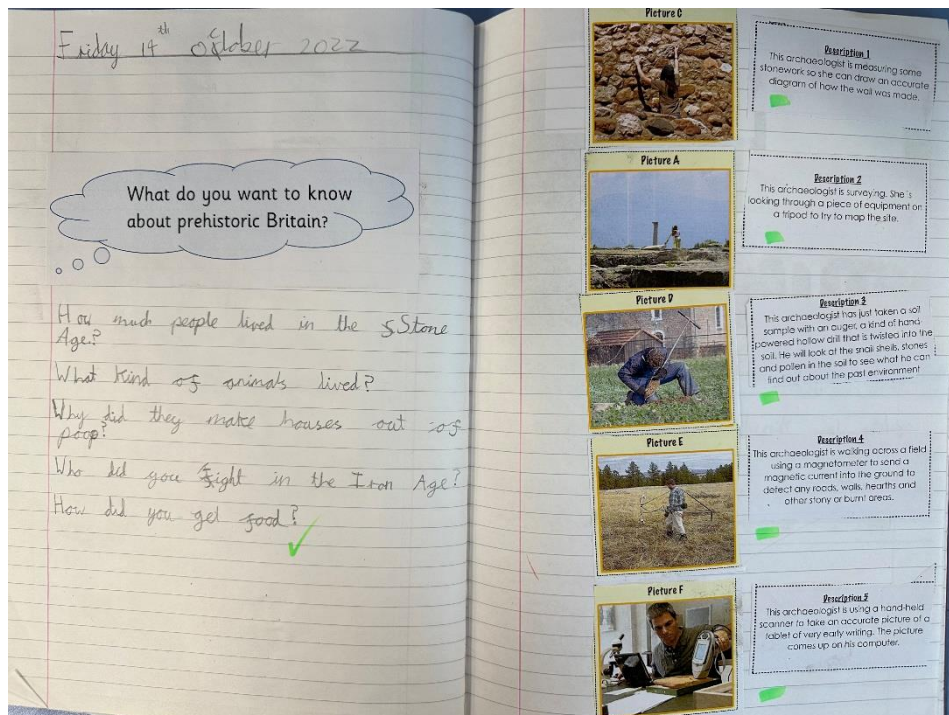 Friday 14th October 2022
What do you want to know
about prehistoric Britain?
How much people lived in the Stone
Age?
What kind of animals lived?
Why did they make houses out of
poop?
Who did you fight in the Iron Age?
How did you get food?
Picture C
Description 1
This archaeologist is measuring some
stonework so she can draw an accurate
diagram of how the wall was made.
Picture A
Description 2
This archaeologist is surveying. She is
looking through a piece of equipment on
a tripod to try to map the site.
Picture D
Description 3
This archaeologist has just taken a soil
sample with an auger, a kind of hand
powered hollow drill that is twisted into the
soil. He will look at the snail shells, stones
and pollen in the soil to see what he can
find out about the past environment
Picture E
Description 4
This archaeologist is walking across a field
using a magnetometer to send a
magnetic current into the ground to
detect any roads, walls, hearths and
other stony or burnt areas.
Picture F
Description 5
This archaeologist is using a hand-held
scanner to take an accurate picture of a
tablet of very early writing. The picture
comes up on his computer.